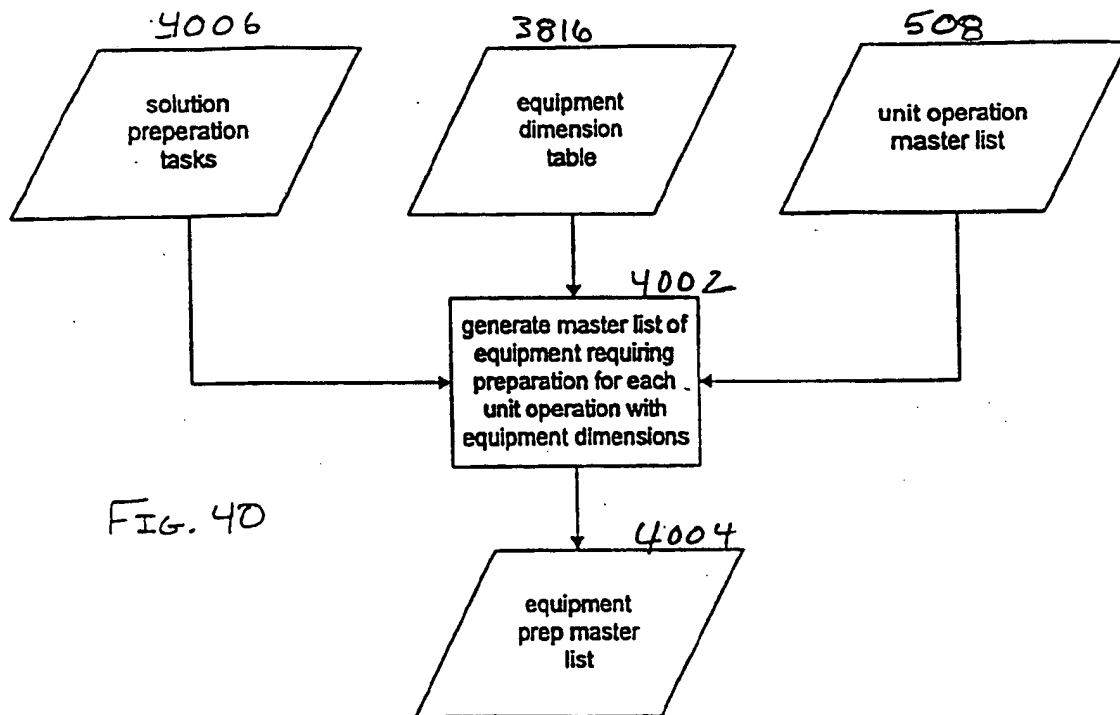 4006
3816
508
solution
preperation
tasks
equipment
dimension
table
unit operation
master list
4002
generate master list of
equipment requiring
preparation for each
unit operation with
equipment dimensions
FIG. 40
4004
equipment
prep master
list